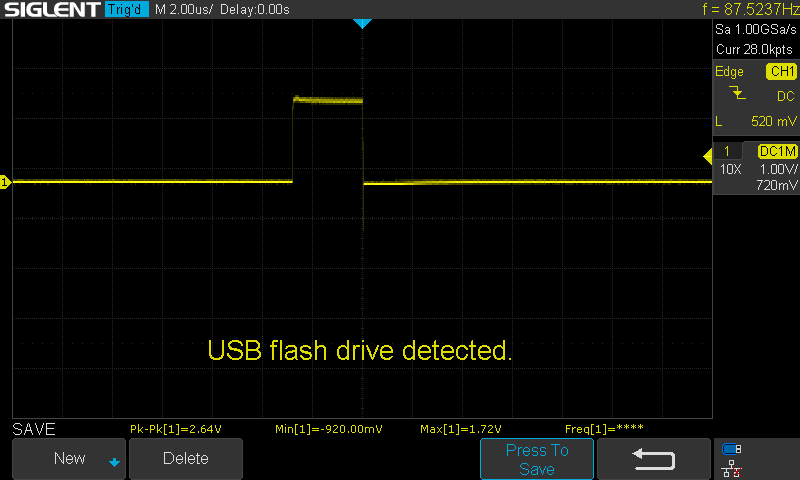 SIGLENT Trig'd M 2.00us/ Delay:0.00s f = 87.5237Hz
Sa 1.00GSa/s
Curr 28.0kpts
Edge CH1
DC
L 520 mV
1 DC1M
10X 1.00V/
720mV
1
USB flash drive detected.
SAVE Pk-Pk[1]=2.64V Min[1]=-920.00mV Max[1]=1.72V Freq[1]=****
New Delete Press To
Save